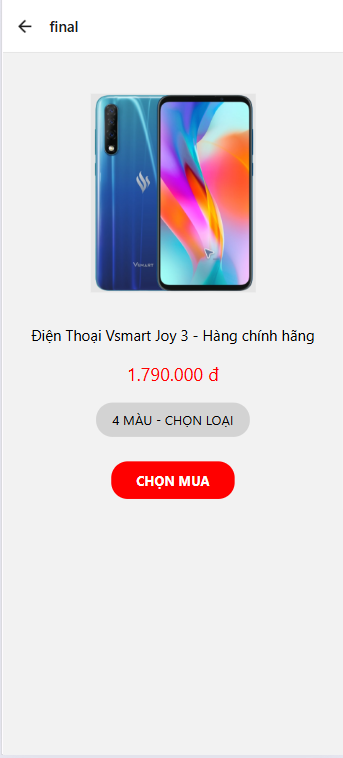 final
VSMART
Điện Thoại Vsmart Joy 3 - Hàng chính hãng
1.790.000 đ
4 MÀU - CHỌN LOẠI
CHỌN MUA